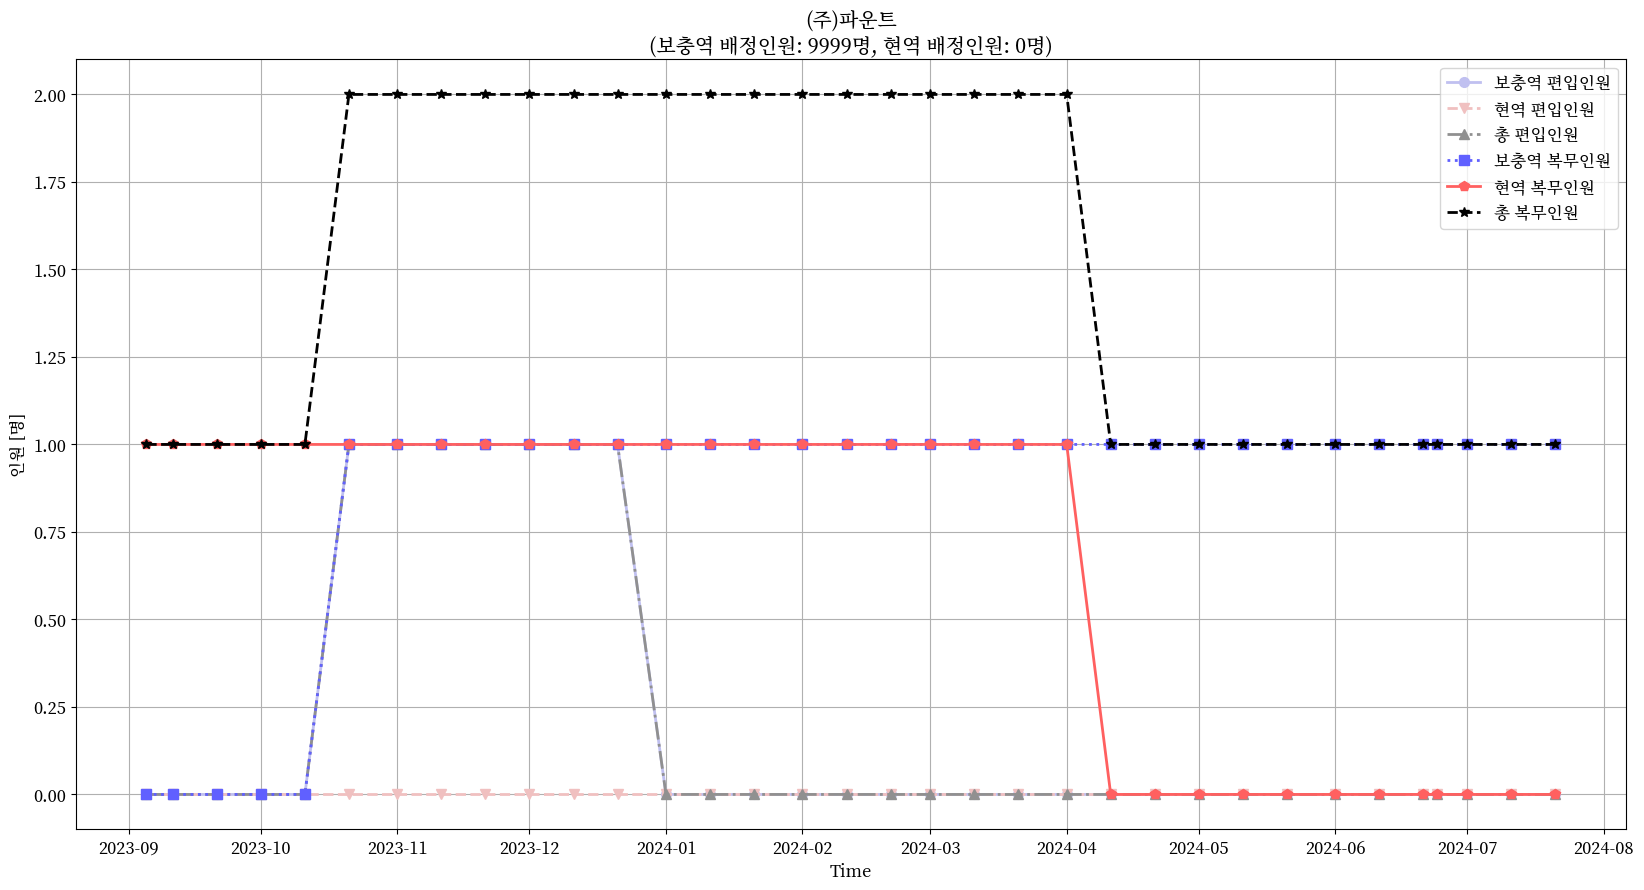 (주)파운트
(보충역 배정인원: 9999명, 현역 배정인원: 0명)
보충역 편입인원
현역 편입인원
총 편입인원
보충역 복무인원
현역 복무인원
총 복무인원
인원 [명]
2.00
1.75
1.50
1.25
1.00
0.75
0.50
0.25
0.00
2023-09 2023-10 2023-11 2023-12 2024-01 2024-02 2024-03 2024-04 2024-05 2024-06 2024-07 2024-08
Time